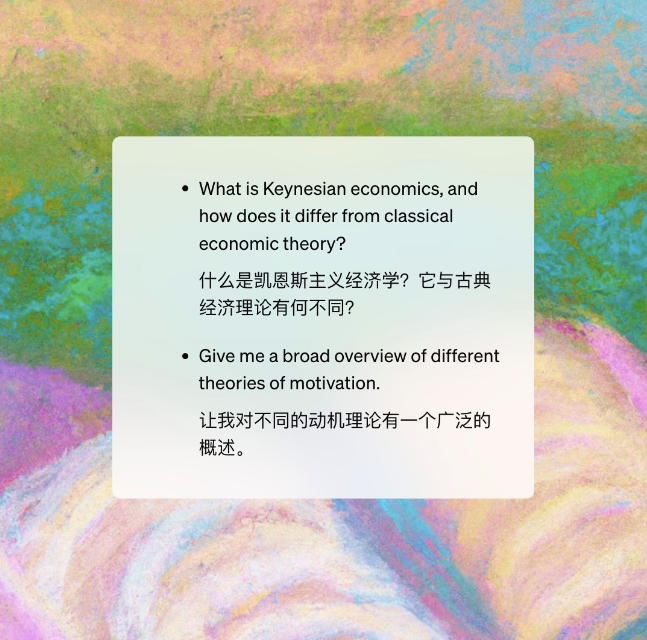 • What is Keynesian economics, and
how does it differ from classical
economic theory?
什么是凯恩斯主义经济学？它与古典
经济理论有何不同？
• Give me a broad overview of different
theories of motivation.
让我对不同的动机理论有一个广泛的
概述。